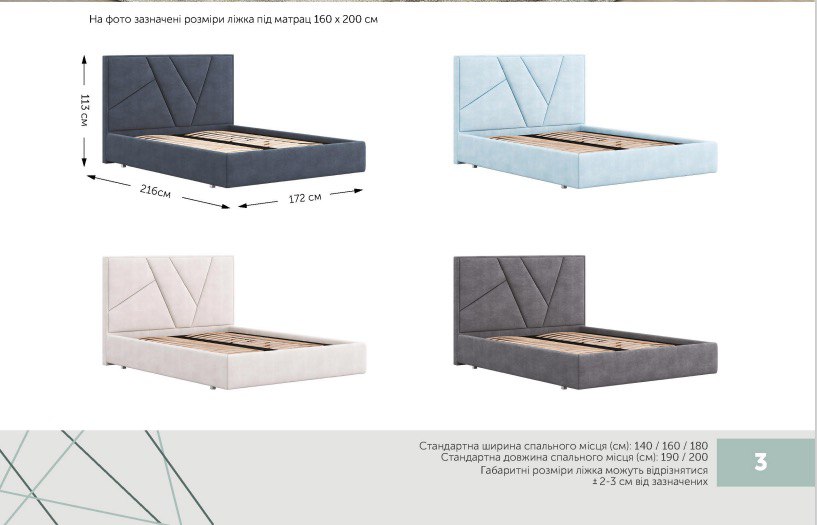 На фото зазначені розміри ліжка під матрац 160 х 200 см
113 см
216см
172 см
Стандартна ширина спального місця (см): 140 / 160 / 180
Стандартна довжина спального місця (см): 190 / 200
Габаритні розміри ліжка можуть відрізнятися
± 2-3 см від зазначених
3